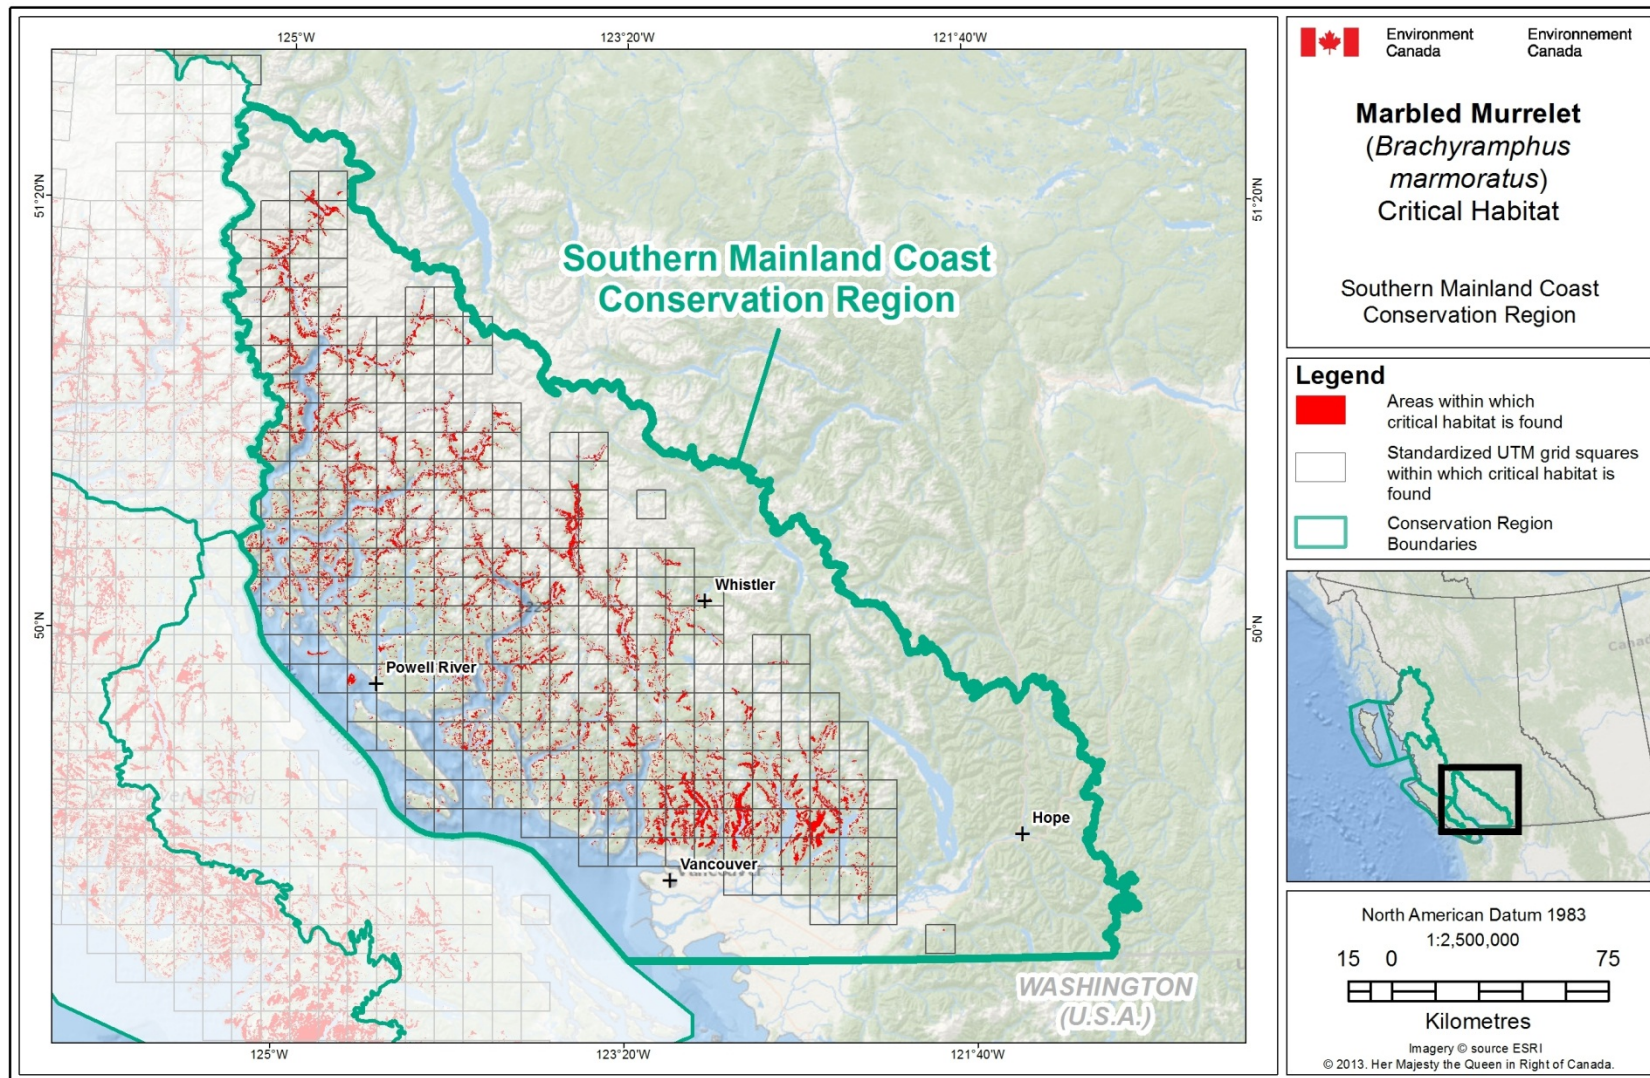 125°W
123°20'W
121°40'W
51°20'N
51°20'N
Southern Mainland Coast
Conservation Region
Whistler
50°N
50°N
Powell River
Hope
Vancouver
WASHINGTON
(U.S.A.)
125°W
123°20'W
121°40'W
Environment
Canada
Environnement
Canada
Marbled Murrelet
(Brachyramphus
marmoratus)
Critical Habitat
Southern Mainland Coast
Conservation Region
Legend
Areas within which
critical habitat is found
Standardized UTM grid squares
within which critical habitat is
found
Conservation Region
Boundaries
North American Datum 1983
1:2,500,000
15 0 75
Kilometres
Imagery © source ESRI
© 2013. Her Majesty the Queen in Right of Canada.